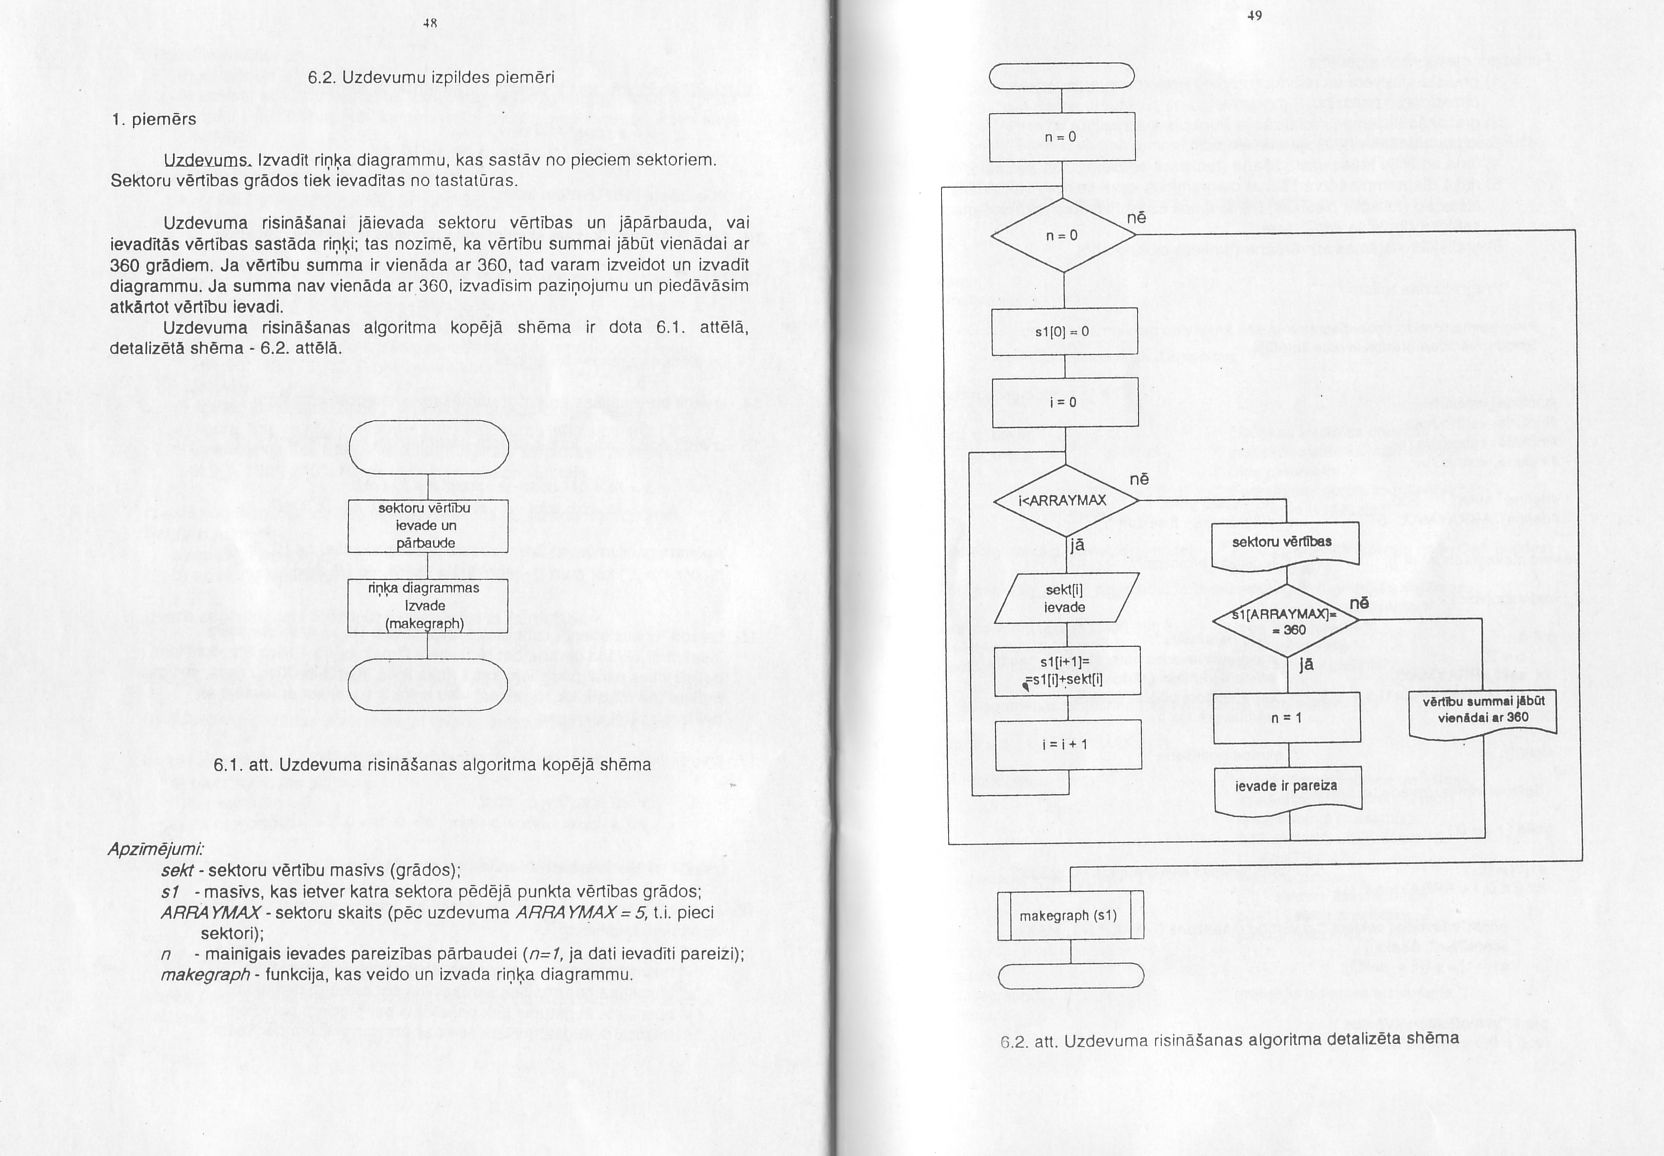 48
6.2. Uzdevumu izpildes piemēri
1. piemērs
Uzdevums. Izvadīt riņķa diagrammu, kas sastāv no pieciem sektoriem.
Sektoru vērtības grādos tiek ievadītas no tastatūras.
Uzdevuma risināšanai jāievada sektoru vērtības un jāpārbauda, vai
ievadītās vērtības sastāda riņķi; tas nozīmē, ka vērtību summai jābūt vienādai ar
360 grādiem. Ja vērtību summa ir vienāda ar 360, tad varam izveidot un izvadīt
diagrammu. Ja summa nav vienāda ar 360, izvadīsim paziņojumu un piedāvāsim
atkārtot vērtību ievadi.
Uzdevuma risināšanas algoritma kopējā shēma ir dota 6.1. attēlā,
detalizētā shēma - 6.2. attēlā.
sektoru vērtību
ievade un
pārbaude
riņķa diagrammas
Izvade
(makegraph)
6.1. att. Uzdevuma risināšanas algoritma kopējā shēma
Apzīmējumi:
sekt - sektoru vērtību masīvs (grādos);
s1 - masīvs, kas ietver katra sektora pēdējā punkta vērtības grādos;
ARRAYMAX - sektoru skaits (pēc uzdevuma ARRAYMAX = 5, t.i. pieci
sektori);
n - mainīgais ievades pareizības pārbaudei (n=1, ja dati ievadīti pareizi);
makegraph - funkcija, kas veido un izvada riņķa diagrammu.
49
n = 0
n = 0
nē
s1[0] = 0
i = 0
i<ARRAYMAX
nē
jā
sekt[i]
ievade
s1[i+1]=
=s1[i]+sekt[i]
i = i + 1
sektoru vērtības
s1[ARRAYMAX]=
= 360
nē
jā
n = 1
ievade ir pareiza
vērtību summai jābūt
vienādai ar 360
makegraph (s1)
6.2. att. Uzdevuma risināšanas algoritma detalizēta shēma